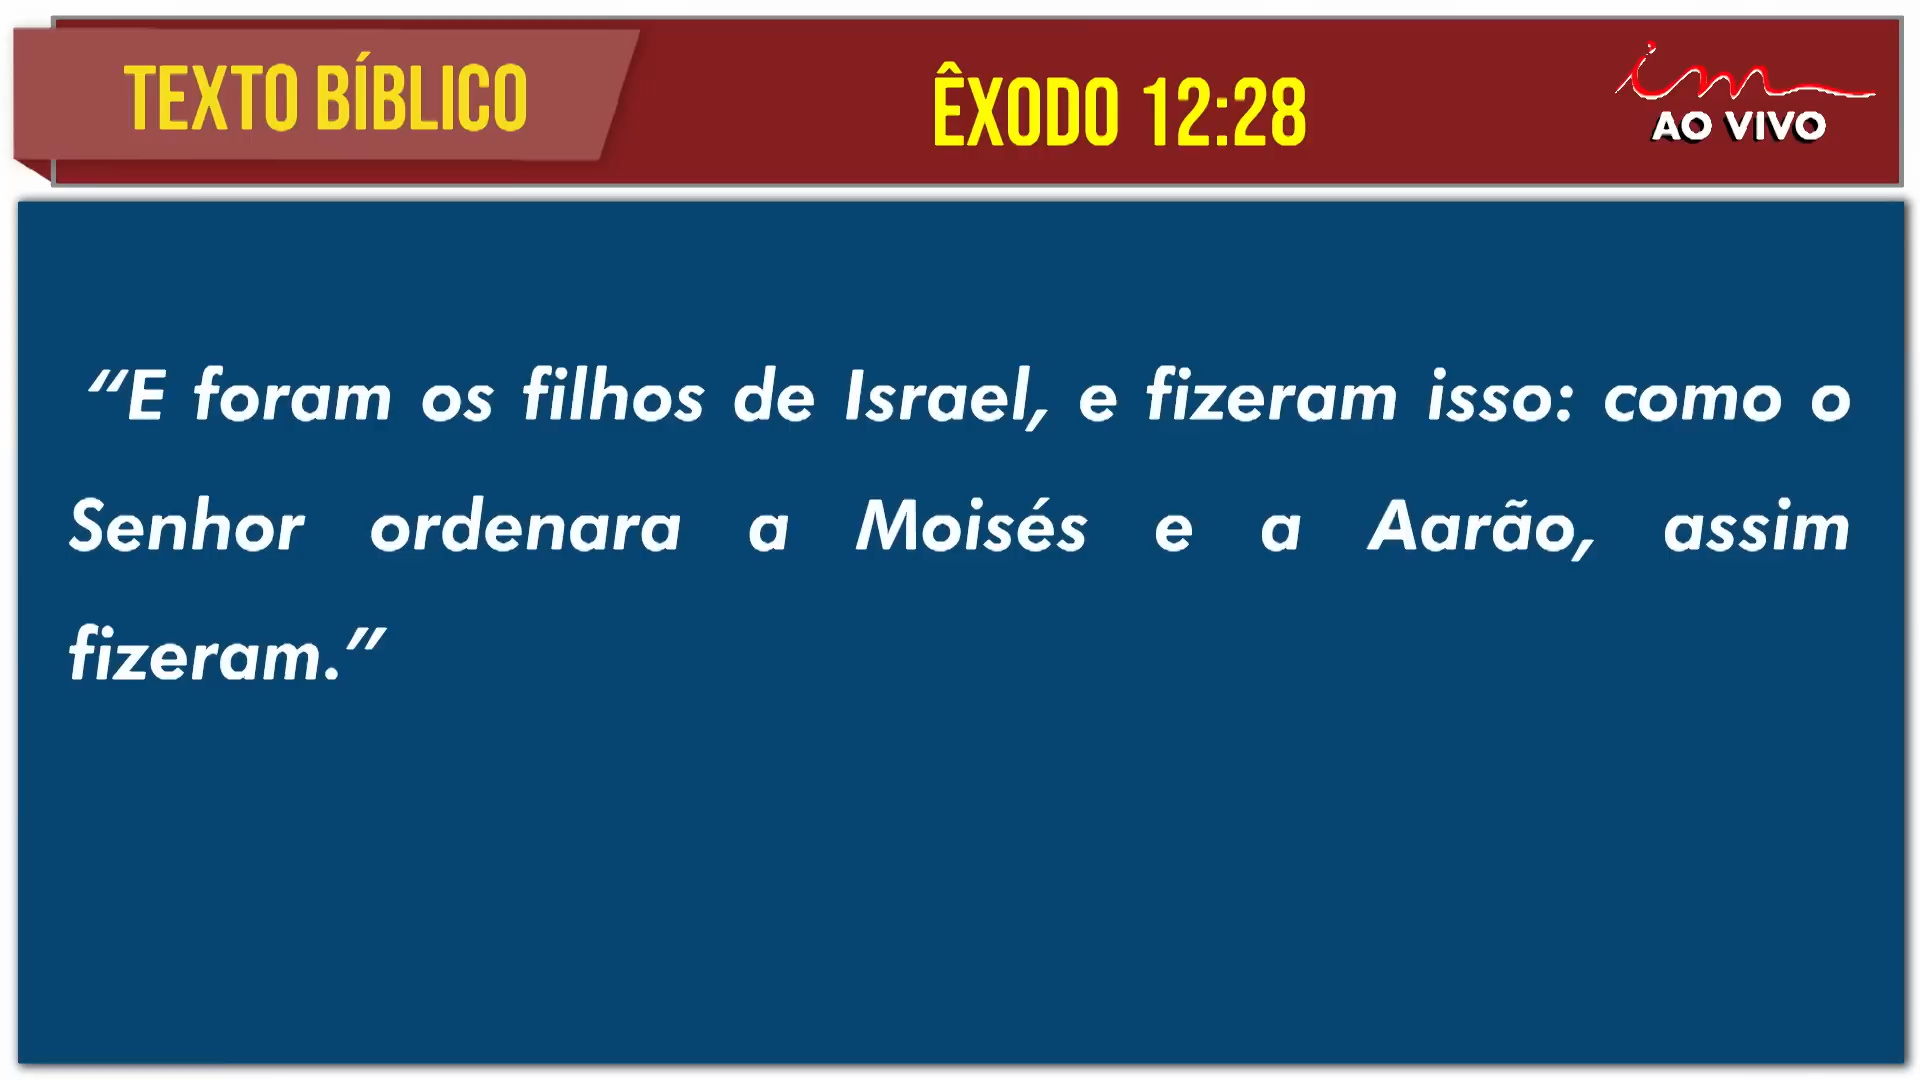 TEXTO BÍBLICO
ÊXODO 12:28
im
AO VIVO
“E foram os filhos de Israel, e fizeram isso: como o
Senhor ordenara a Moisés e a Aarão, assim
fizeram.”